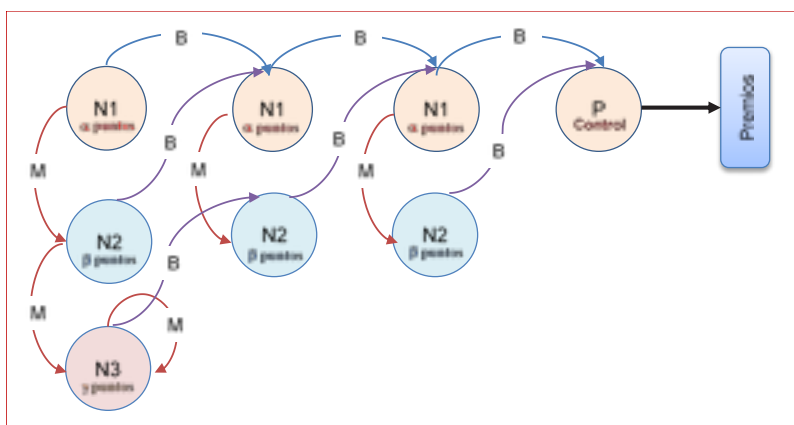 B
B
B
N1
α puntos
N1
α puntos
N1
α puntos
P
Control
Premios
B
B
B
M
M
M
N2
β puntos
N2
β puntos
N2
β puntos
B
M
M
N3
γ puntos